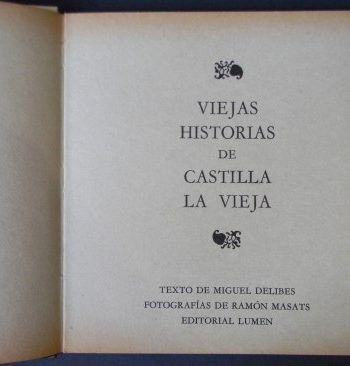 VIEJAS
HISTORIAS
DE
CASTILLA
LA VIEJA
TEXTO DE MIGUEL DELIBES
FOTOGRAFÍAS DE RAMÓN MASATS
EDITORIAL LUMEN